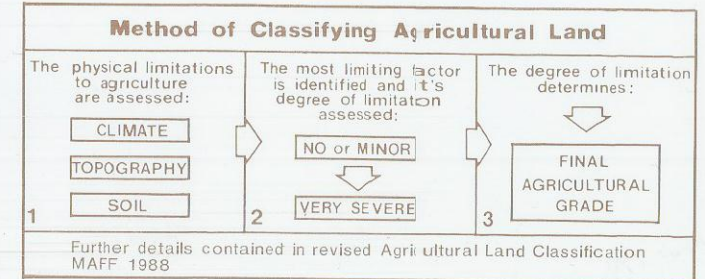 Method of Classifying Agricultural Land
The physical limitations
to agriculture
are assessed:
CLIMATE
TOPOGRAPHY
SOIL
1
The most limiting factor
is identified and it's
degree of limitation
assessed:
NO or MINOR
VERY SEVERE
2
The degree of limitation
determines:
FINAL
AGRICULTURAL
GRADE
3
Further details contained in revised Agricultural Land Classification
MAFF 1988